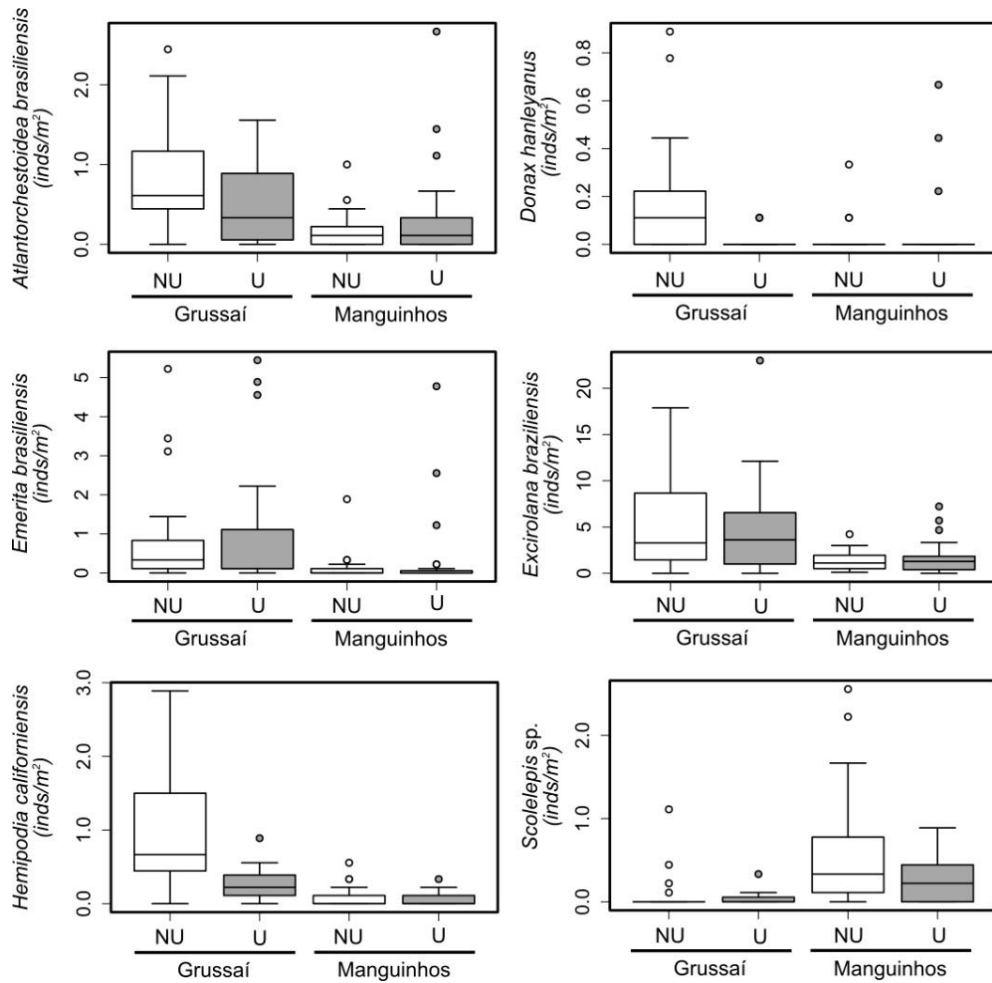 Atlantorchestoidea brasiliensis
(inds/m²)
2.0
1.0
0.0
NU
U
NU
U
Grussaí
Manguinhos
Donax hanleyanus
(inds/m²)
0.8
0.6
0.4
0.2
0.0
NU
U
NU
U
Grussaí
Manguinhos
Emerita brasiliensis
(inds/m²)
5
4
3
2
1
0
NU
U
NU
U
Grussaí
Manguinhos
Excirolana braziliensis
(inds/m²)
20
15
10
5
0
NU
U
NU
U
Grussaí
Manguinhos
Hemipodia californiensis
(inds/m²)
3.0
2.0
1.0
0.0
NU
U
NU
U
Grussaí
Manguinhos
Scolelepis sp.
(inds/m²)
2.0
1.0
0.0
NU
U
NU
U
Grussaí
Manguinhos